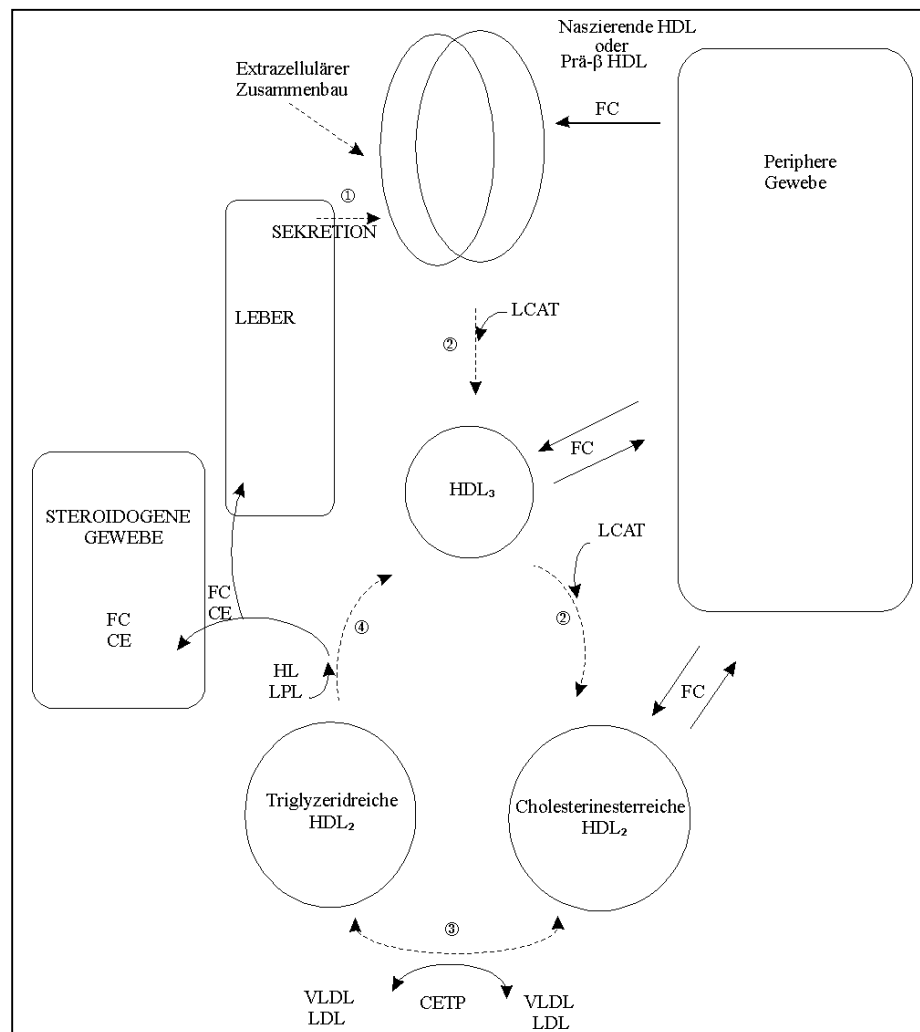 Naszierende HDL
oder
Prä-β HDL
Extrazellulärer
Zusammenbau
FC
Periphere
Gewebe
①
SEKRETION
LEBER
LCAT
②
FC
HDL₃
STEROIDOGENE
GEWEBE
LCAT
FC
CE
FC
CE
④
②
HL
LPL
FC
Triglyzeridreiche
HDL₂
Cholesterinesterreiche
HDL₂
③
VLDL
LDL
CETP
VLDL
LDL